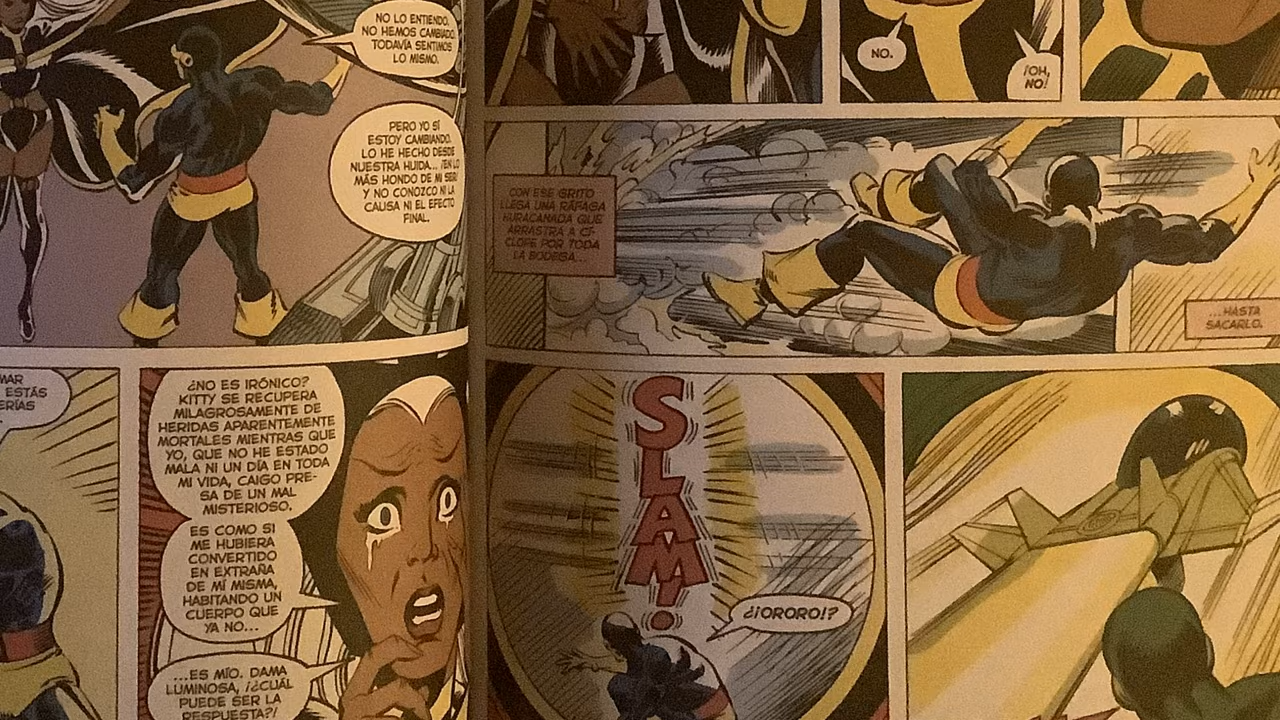 NO LO ENTIENDO.
NO HEMOS CAMBIADO.
TODAVÍA SENTIMOS
LO MISMO.
PERO YO SÍ
ESTOY CAMBIANDO.
LO HE HECHO DESDE
NUESTRA HUIDA... ¡EN LO
MÁS HONDO DE MI SER!
Y NO CONOZCO NI LA
CAUSA NI EL EFECTO
FINAL.
MAR
ESTÁS
ERÍAS
¿NO ES IRÓNICO?
KITTY SE RECUPERA
MILAGROSAMENTE DE
HERIDAS APARENTEMENTE
MORTALES MIENTRAS QUE
YO, QUE NO HE ESTADO
MALA NI UN DÍA EN TODA
MI VIDA, CAIGO PRE-
SA DE UN MAL
MISTERIOSO.
ES COMO SI
ME HUBIERA
CONVERTIDO
EN EXTRAÑA
DE MÍ MISMA,
HABITANDO UN
CUERPO QUE
YA NO...
...ES MÍO. DAMA
LUMINOSA, ¡¿CUÁL
PUEDE SER LA
RESPUESTA?!
NO.
¡OH,
NO!
CON ESE GRITO
LLEGA UNA RÁFAGA
HURACANADA QUE
ARRASTRA A CÍ-
CLOPE POR TODA
LA BODEGA...
...HASTA
SACARLO.
SLAM!
¿¡ORORO!?